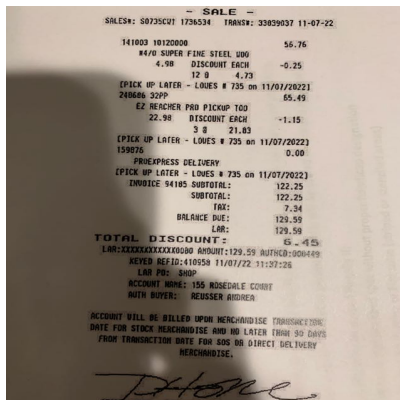 - SALE -
SALES#: S0735CW1 1736534 TRANS#: 33039037 11-07-22
141003 10120000 56.76
#4/0 SUPER FINE STEEL WOO
4.98 DISCOUNT EACH -0.25
12 @ 4.73
[PICK UP LATER - LOWES # 735 on 11/07/2022]
248686 32PP 65.49
EZ REACHER PRO PICKUP TOO
22.98 DISCOUNT EACH -1.15
3 @ 21.83
[PICK UP LATER - LOWES # 735 on 11/07/2022]
159876 0.00
PROEXPRESS DELIVERY
[PICK UP LATER - LOWES # 735 on 11/07/2022]
INVOICE 94105 SUBTOTAL: 122.25
SUBTOTAL: 122.25
TAX: 7.34
BALANCE DUE: 129.59
LAR: 129.59
TOTAL DISCOUNT: 6.45
LAR:XXXXXXXXXXXX0080 AMOUNT:129.59 AUTHCD:000449
KEYED REFID:410958 11/07/22 11:37:26
LAR PO: SHOP
ACCOUNT NAME: 155 ROSEDALE COURT
AUTH BUYER: REUSSER ANDREA
ACCOUNT WILL BE BILLED UPON MERCHANDISE TRANSACTION
DATE FOR STOCK MERCHANDISE AND NO LATER THAN 90 DAYS
FROM TRANSACTION DATE FOR SOS OR DIRECT DELIVERY
MERCHANDISE.